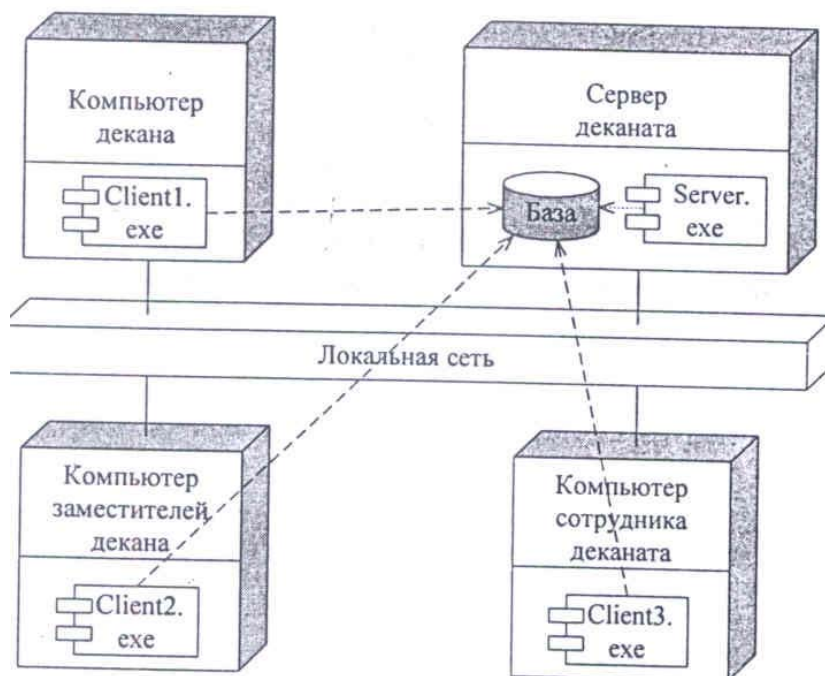 Компьютер
декана
Client1.
exe
Сервер
деканата
База
Server.
exe
Локальная сеть
Компьютер
заместителей
декана
Client2.
exe
Компьютер
сотрудника
деканата
Client3.
exe